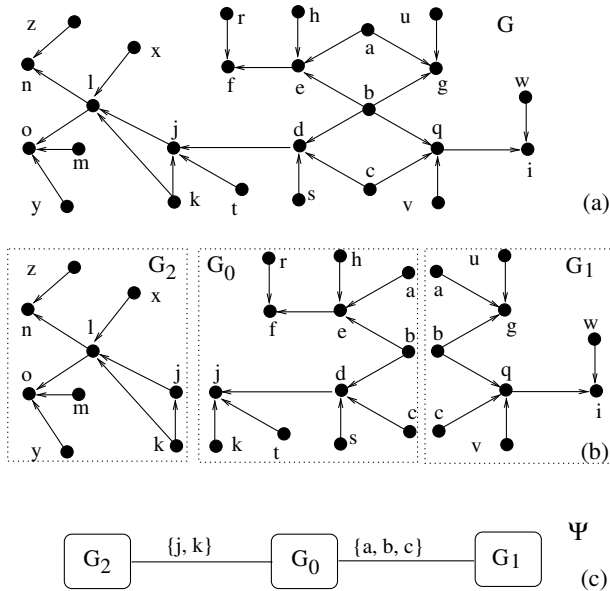 r h a u G
z x
n l f e b g w
o j d q
m i
y k t s c v (a)
z G₂ G₀ r h a G₁ a u
x
n l f e b b g w
o j j d q
m i
y k k t s c c v (b)
Ψ
G₂ {j, k} G₀ {a, b, c} G₁
(c)